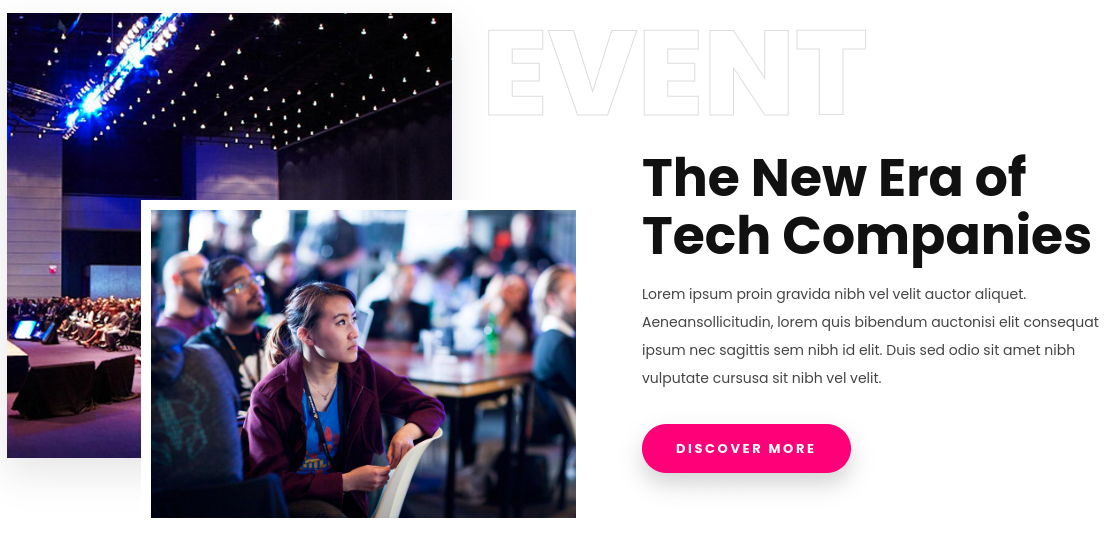 EVENT
The New Era of
Tech Companies
Lorem ipsum proin gravida nibh vel velit auctor aliquet.
Aeneansollicitudin, lorem quis bibendum auctonisi elit consequat
ipsum nec sagittis sem nibh id elit. Duis sed odio sit amet nibh
vulputate cursusa sit nibh vel velit.
DISCOVER MORE